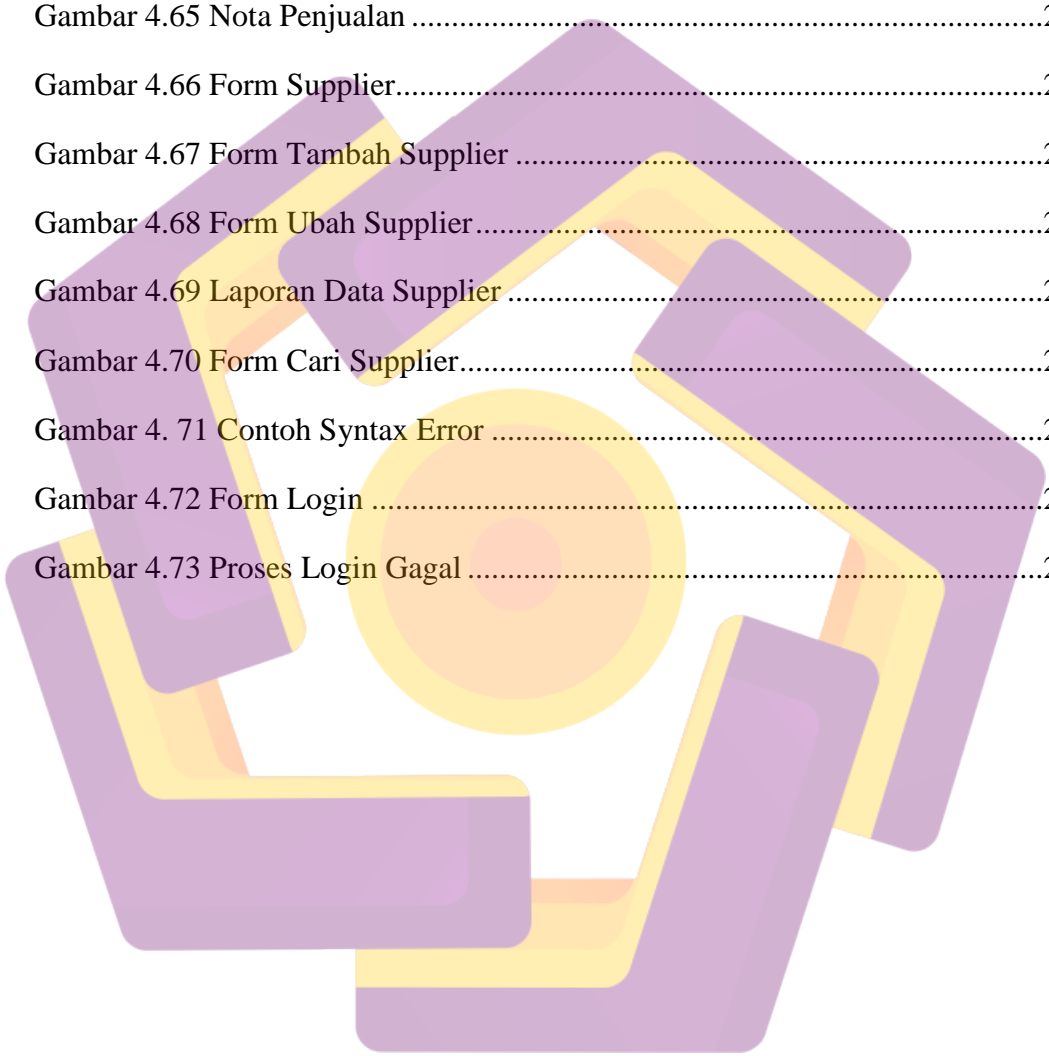 Gambar 4.65 Nota Penjualan ....................................................................................2
Gambar 4.66 Form Supplier......................................................................................2
Gambar 4.67 Form Tambah Supplier .......................................................................2
Gambar 4.68 Form Ubah Supplier............................................................................2
Gambar 4.69 Laporan Data Supplier ........................................................................2
Gambar 4.70 Form Cari Supplier..............................................................................2
Gambar 4. 71 Contoh Syntax Error ..........................................................................2
Gambar 4.72 Form Login .........................................................................................2
Gambar 4.73 Proses Login Gagal .............................................................................2